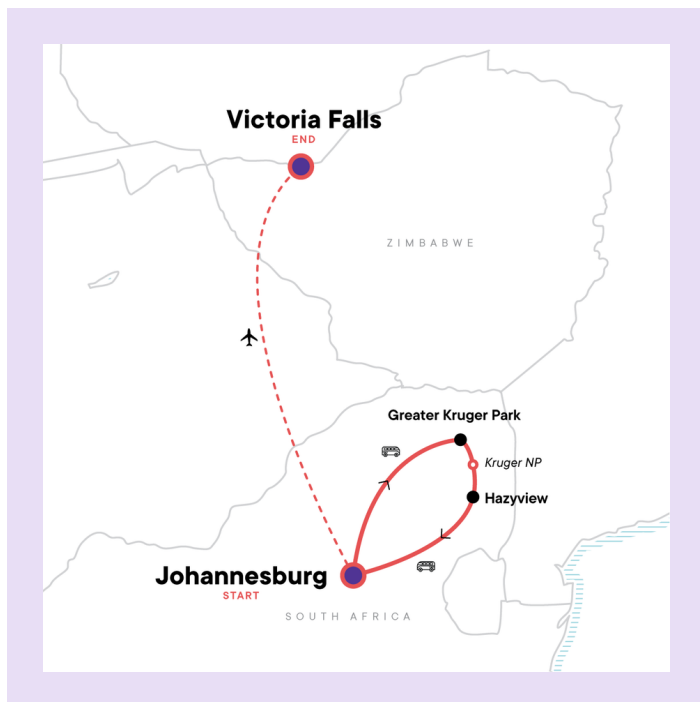 Victoria Falls
END
ZIMBABWE
Greater Kruger Park
Kruger NP
Hazyview
Johannesburg
START
SOUTH AFRICA